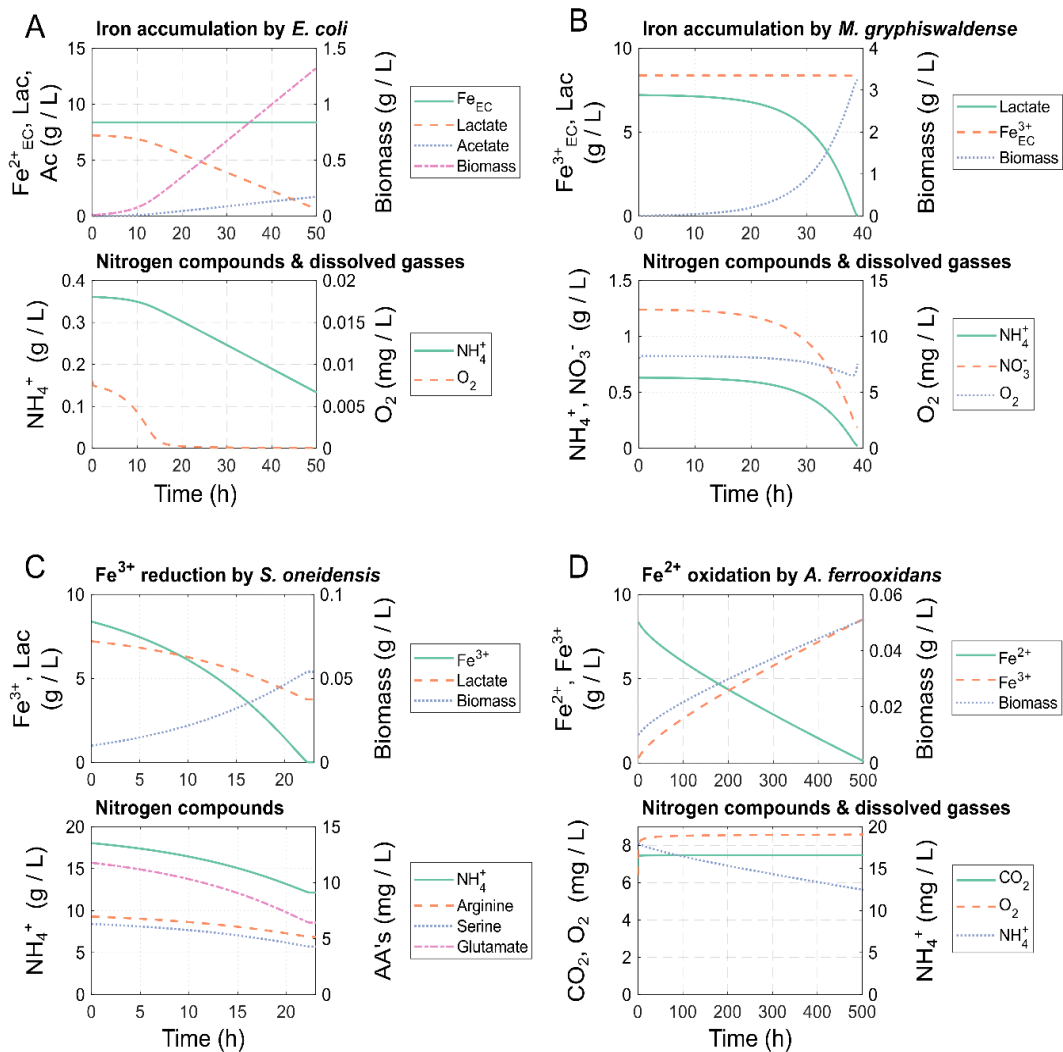 A
Iron accumulation by E. coli
Fe²⁺EC, Lac,
Ac (g / L)
15
10
5
0
1.5
1
0.5
0
Biomass (g / L)
0 10 20 30 40 50
FeEC
Lactate
Acetate
Biomass
Nitrogen compounds & dissolved gasses
NH₄⁺ (g / L)
0.4
0.3
0.2
0.1
0
0.02
0.015
0.01
0.005
0
O₂ (mg / L)
0 10 20 30 40 50
Time (h)
NH₄⁺
O₂
B
Iron accumulation by M. gryphiswaldense
Fe³⁺EC, Lac
(g / L)
10
5
0
4
3
2
1
0
Biomass (g / L)
0 10 20 30 40
Lactate
Fe³⁺EC
Biomass
Nitrogen compounds & dissolved gasses
NH₄⁺, NO₃⁻ (g / L)
1.5
1
0.5
0
15
10
5
0
O₂ (mg / L)
0 10 20 30 40
Time (h)
NH₄⁺
NO₃⁻
O₂
C
Fe³⁺ reduction by S. oneidensis
Fe³⁺, Lac
(g / L)
10
5
0
0.1
0.05
0
Biomass (g / L)
0 5 10 15 20
Fe³⁺
Lactate
Biomass
Nitrogen compounds
NH₄⁺ (g / L)
20
15
10
5
0
15
10
5
0
AA's (mg / L)
0 5 10 15 20
Time (h)
NH₄⁺
Arginine
Serine
Glutamate
D
Fe²⁺ oxidation by A. ferrooxidans
Fe²⁺, Fe³⁺
(g / L)
10
5
0
0.06
0.04
0.02
0
Biomass (g / L)
0 100 200 300 400 500
Fe²⁺
Fe³⁺
Biomass
Nitrogen compounds & dissolved gasses
CO₂, O₂ (mg / L)
8
6
4
2
0
20
15
10
5
0
NH₄⁺ (mg / L)
0 100 200 300 400 500
Time (h)
CO₂
O₂
NH₄⁺